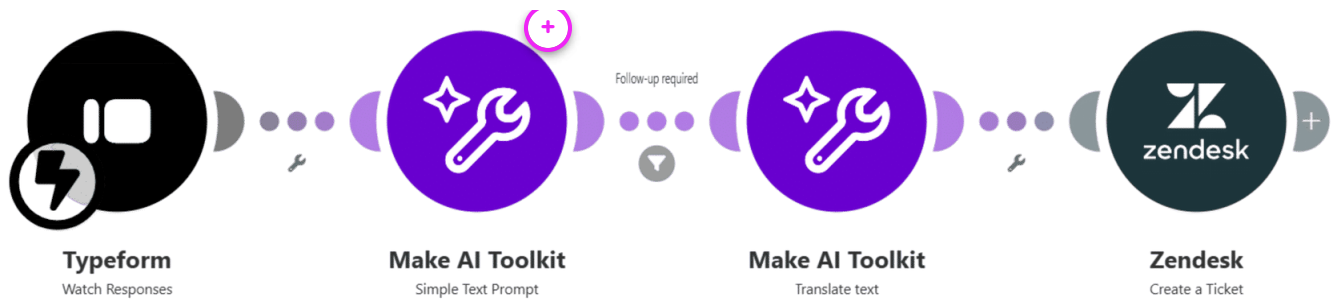 Follow-up required
zendesk
Typeform
Watch Responses
Make AI Toolkit
Simple Text Prompt
Make AI Toolkit
Translate text
Zendesk
Create a Ticket